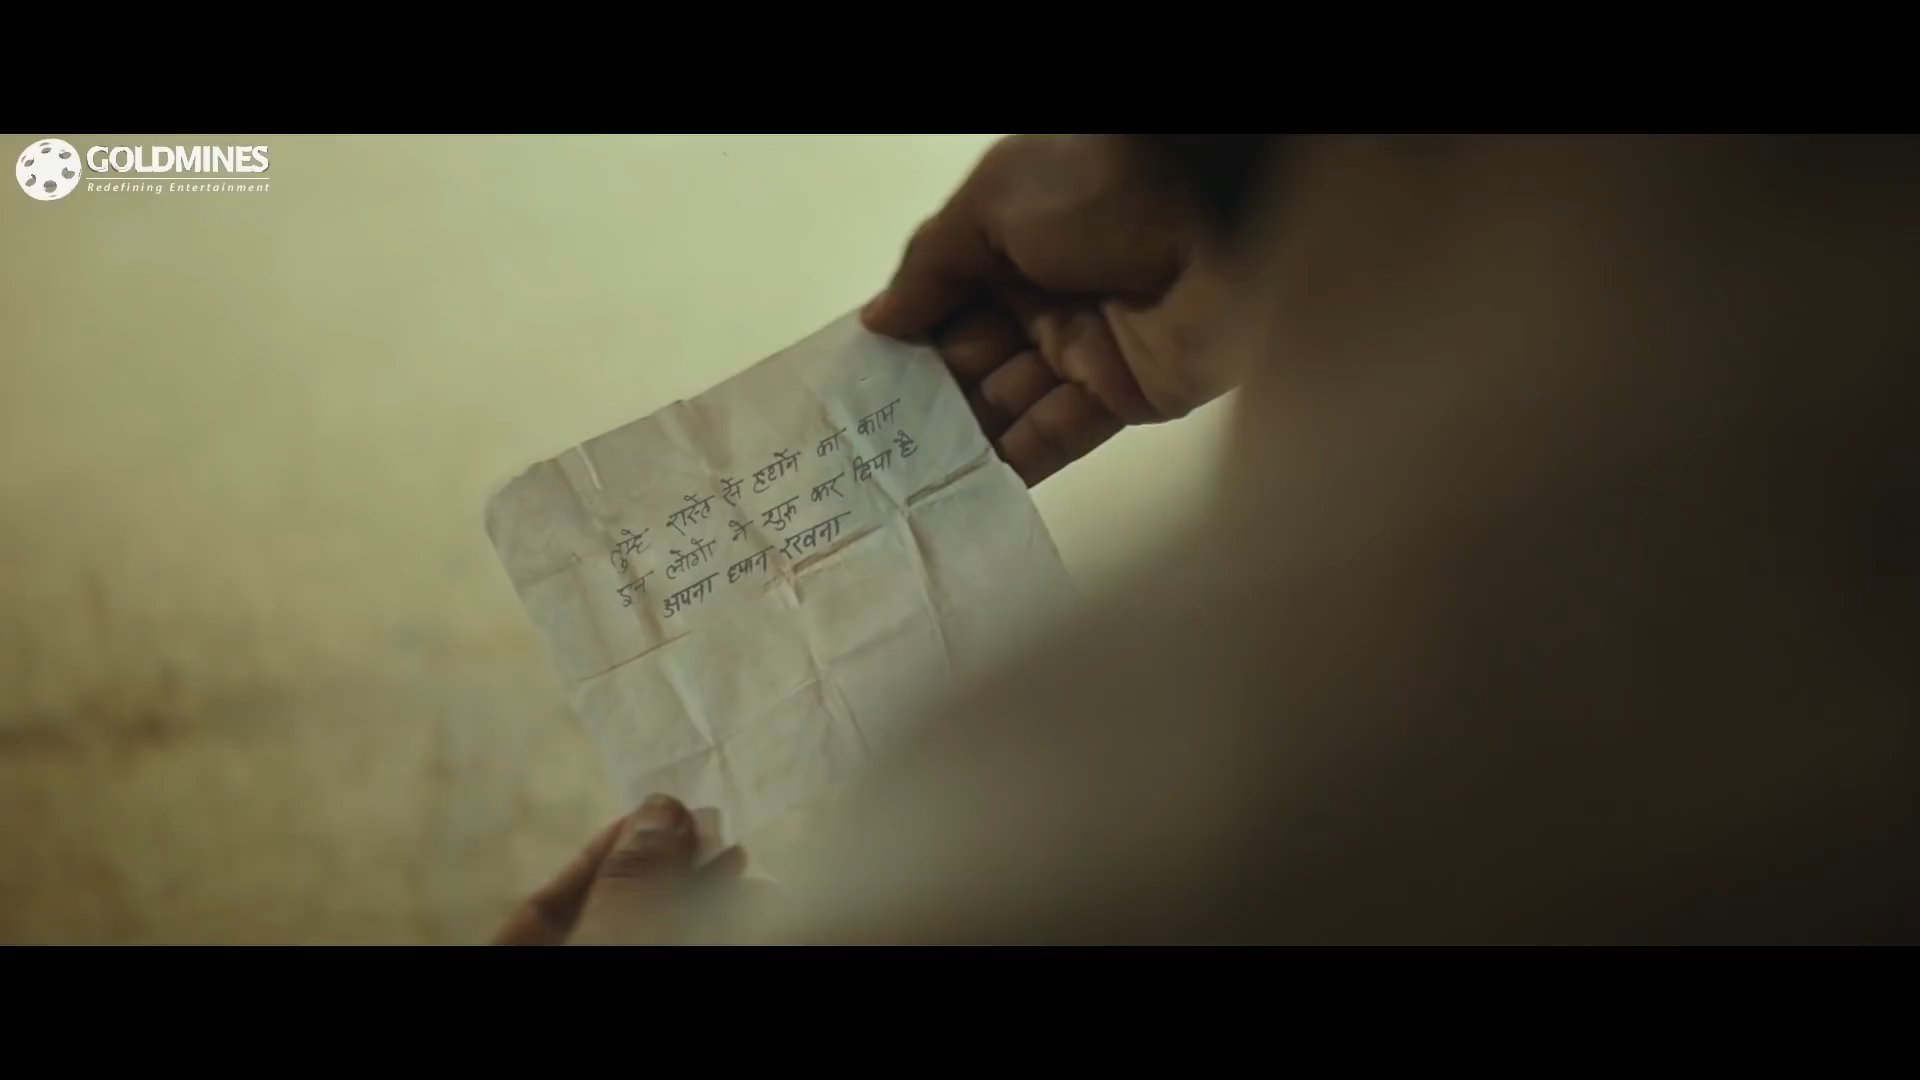 GOLDMINES
Redefining Entertainment
तुम्हे रास्ते से हटाने का काम
इन लोगों ने शुरू कर दिया है
अपना ध्यान रखना